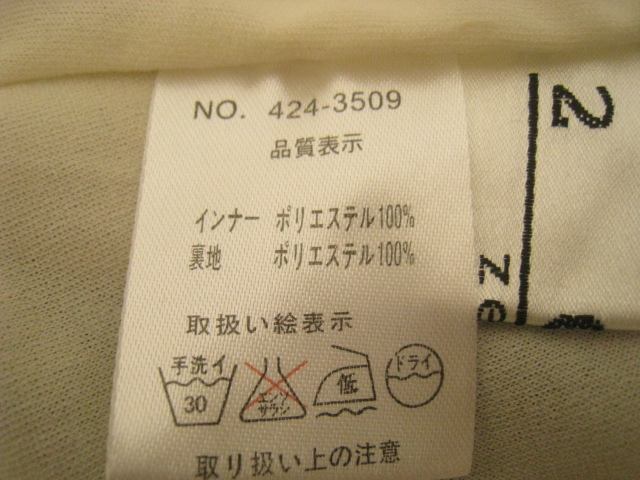 NO. 424-3509
品質表示
インナー ポリエステル100%
裏地 ポリエステル100%
取扱い絵表示
手洗イ
30
エンソ
サラシ
低
ドライ
取り扱い上の注意
2